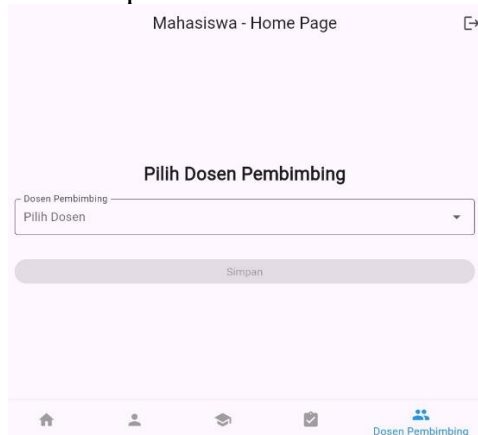 Mahasiswa - Home Page
Pilih Dosen Pembimbing
Dosen Pembimbing
Pilih Dosen
Simpan
Dosen Pembimbing